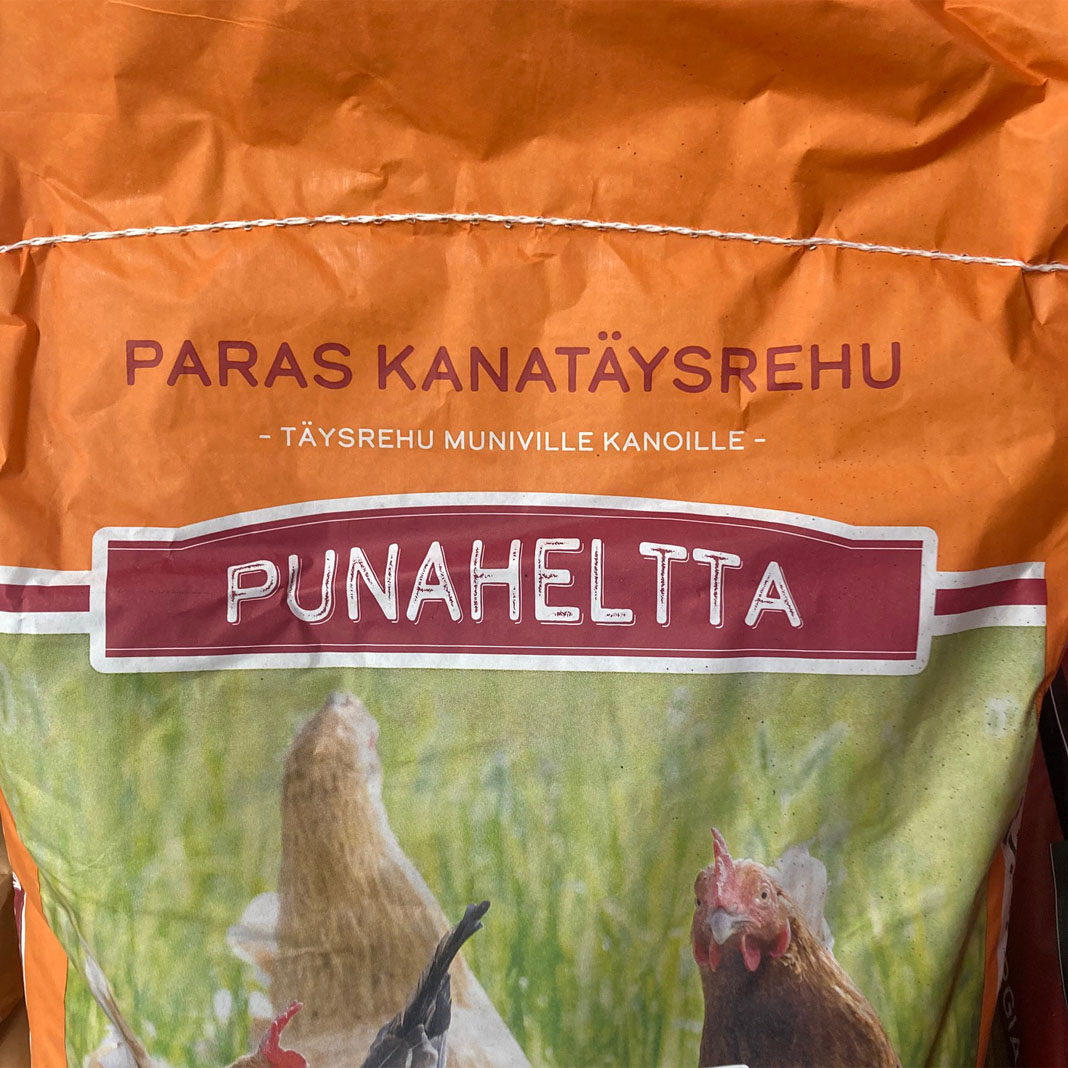 PARAS KANATÄYSREHU
- TÄYSREHU MUNIVILLE KANOILLE -
PUNAHELTTA